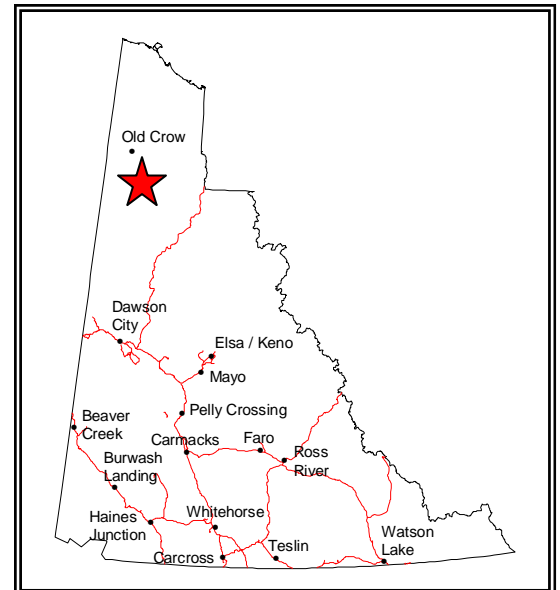 Old Crow
Dawson
City
Elsa / Keno
Mayo
Pelly Crossing
Beaver
Creek
Carmacks
Faro
Ross
River
Burwash
Landing
Haines
Junction
Whitehorse
Carcross
Teslin
Watson
Lake